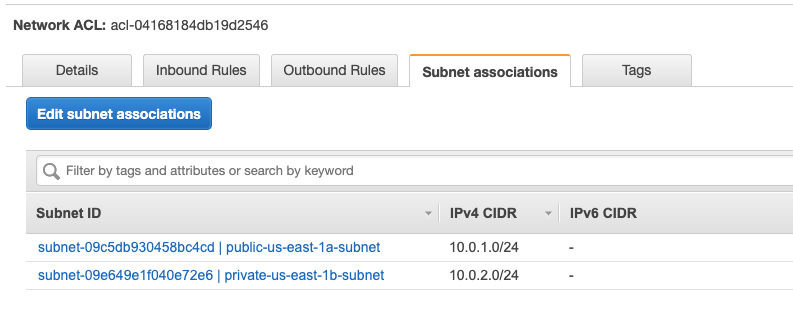 Network ACL: acl-04168184db19d2546
Details Inbound Rules Outbound Rules Subnet associations Tags
Edit subnet associations
Filter by tags and attributes or search by keyword
Subnet ID IPv4 CIDR IPv6 CIDR
subnet-09c5db930458bc4cd | public-us-east-1a-subnet 10.0.1.0/24 -
subnet-09e649e1f040e72e6 | private-us-east-1b-subnet 10.0.2.0/24 -